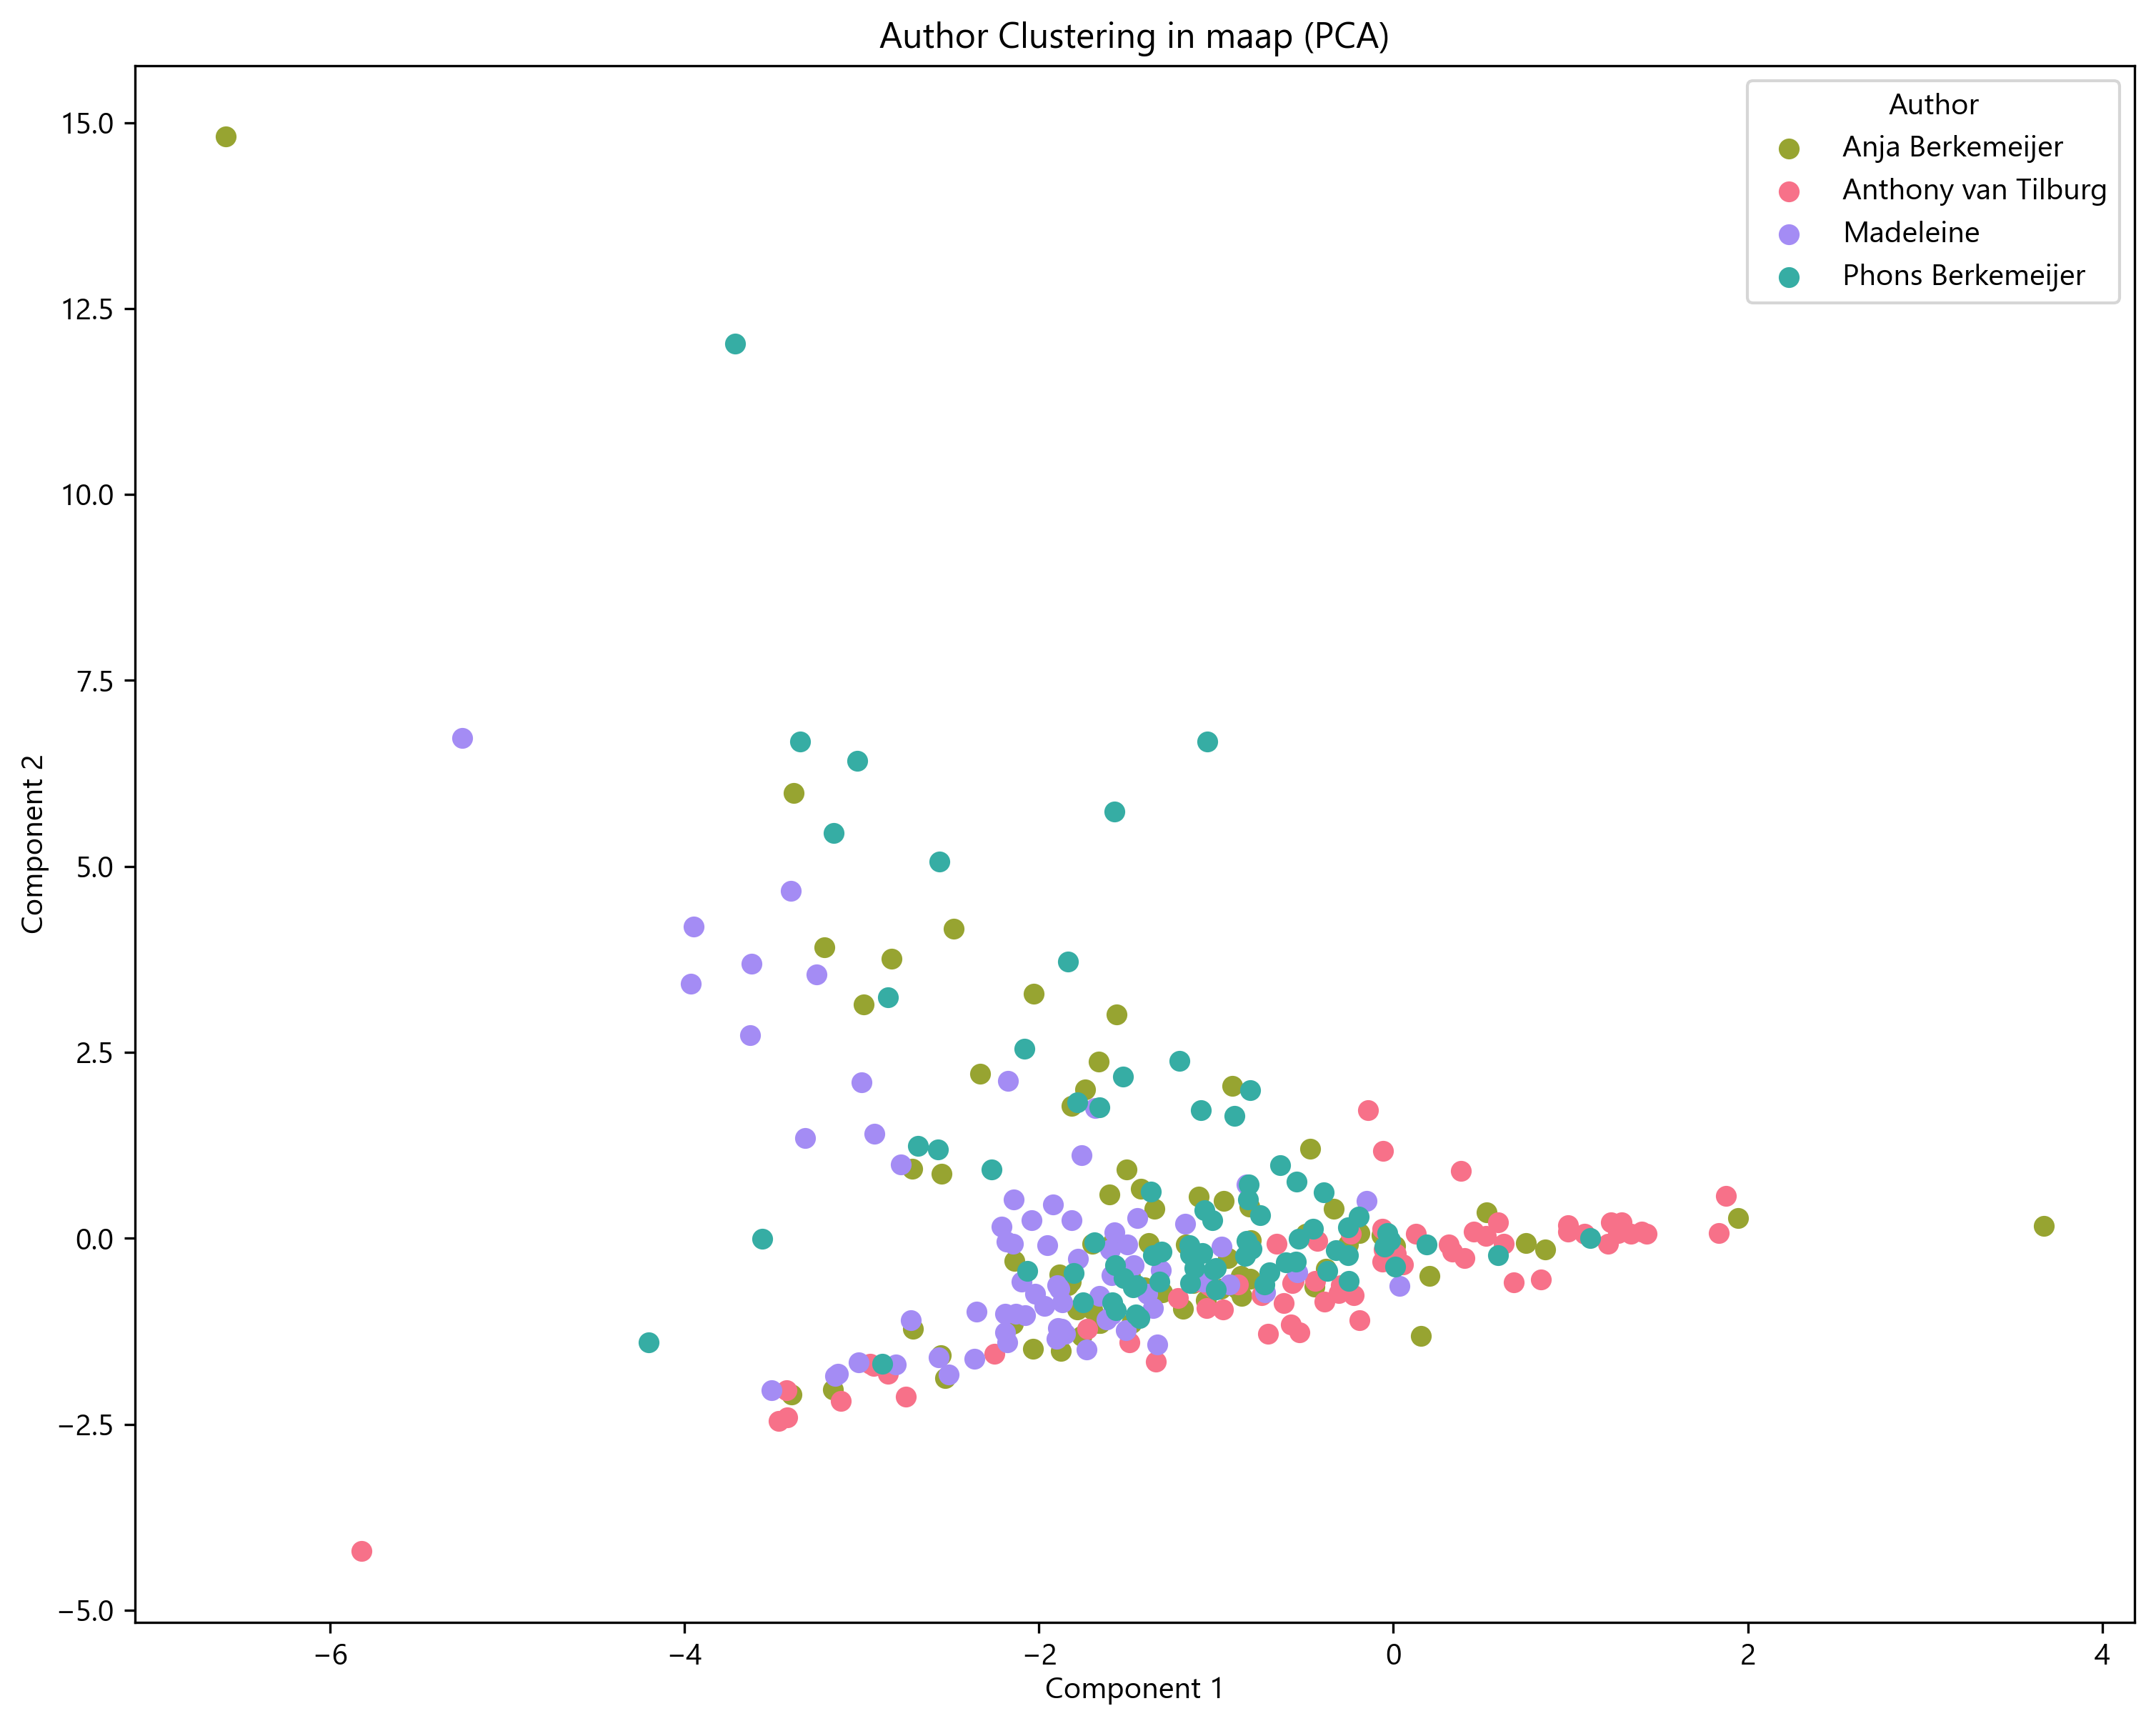 Author Clustering in maap (PCA)
Author
Anja Berkemeijer
Anthony van Tilburg
Madeleine
Phons Berkemeijer
15.0
12.5
10.0
7.5
5.0
2.5
0.0
−2.5
−5.0
Component 2
−6
−4
−2
0
2
4
Component 1